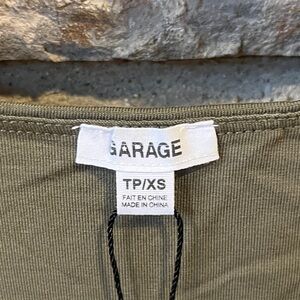 GARAGE
TP/XS
FAIT EN CHINE
MADE IN CHINA